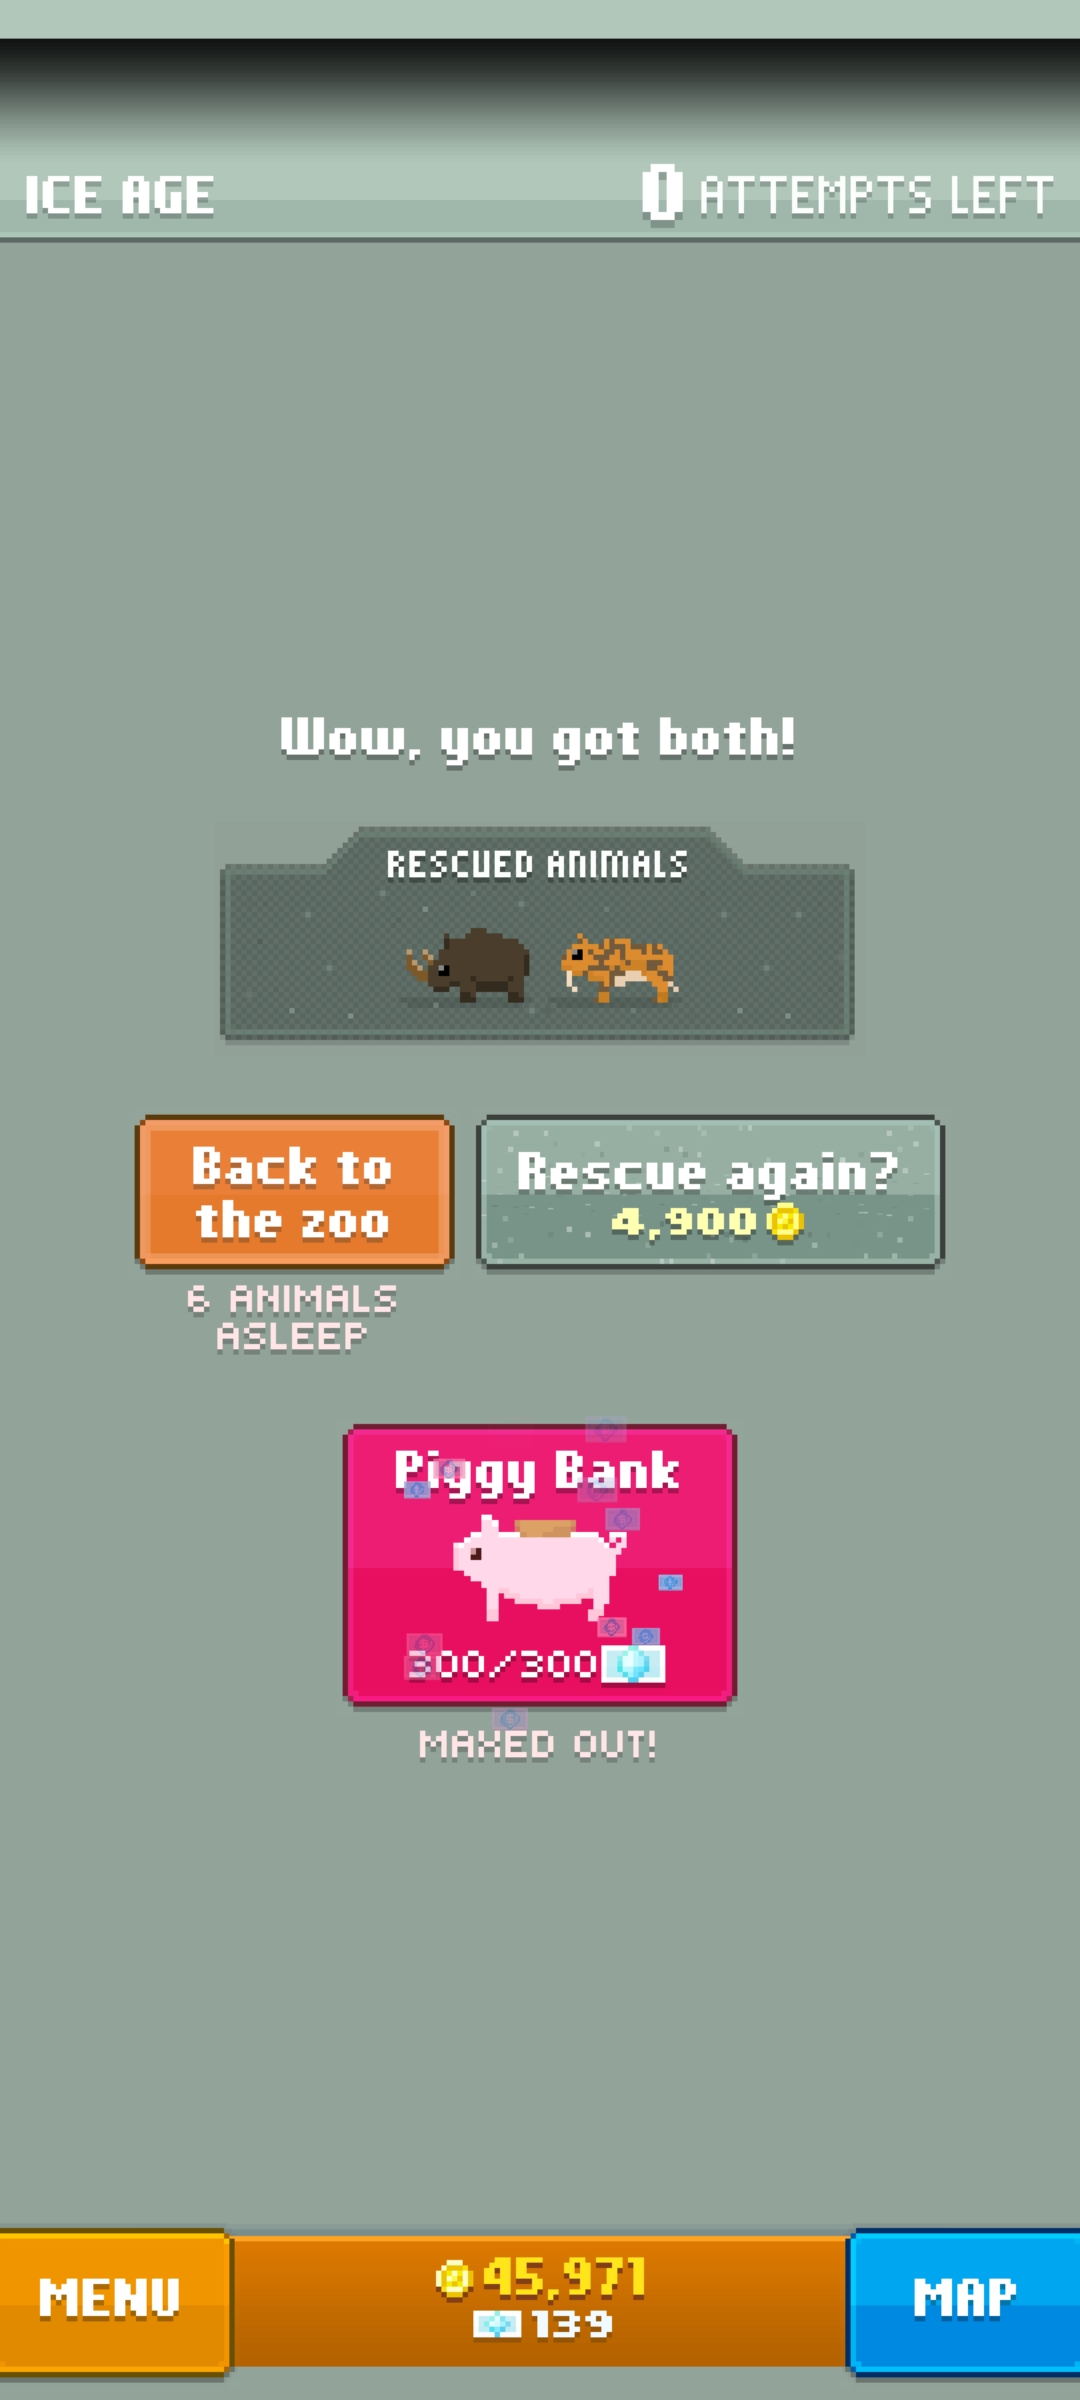 ICE AGE
0 ATTEMPTS LEFT
Wow, you got both!
RESCUED ANIMALS
Back to
the zoo
Rescue again?
4,900
6 ANIMALS
ASLEEP
Piggy Bank
300/300
MAXED OUT!
MENU
45,971
139
MAP